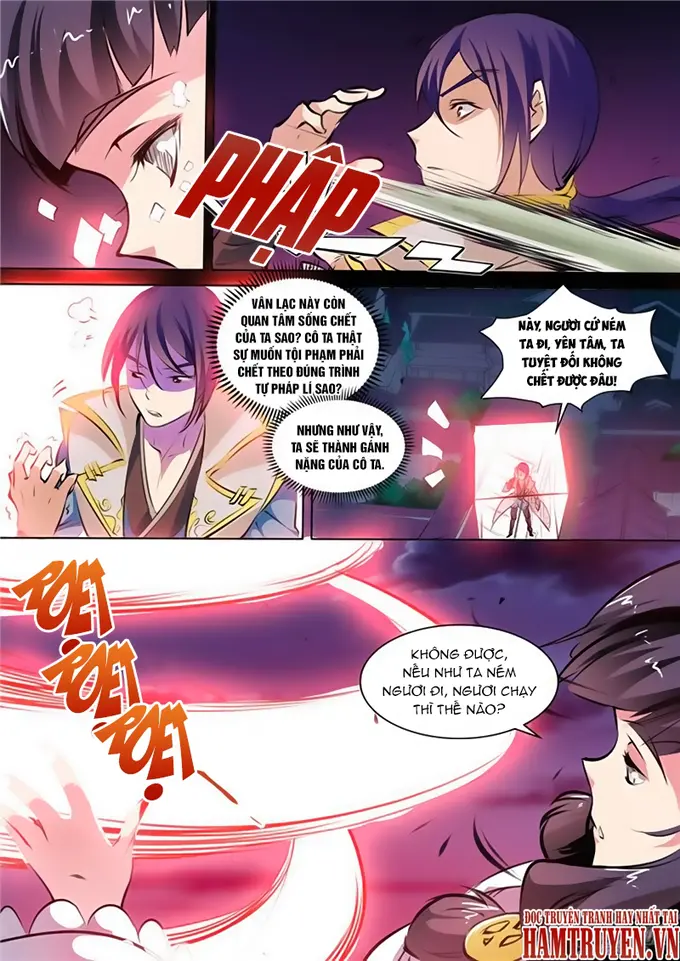 PHẬP
VÂN LẠC NÀY CÒN
QUAN TÂM SỐNG CHẾT
CỦA TA SAO? CÔ TA THẬT
SỰ MUỐN TỘI PHẠM PHẢI
CHẾT THEO ĐÚNG TRÌNH
TỰ PHÁP LÍ SAO?
NHƯNG NHƯ VẬY,
TA SẼ THÀNH GÁNH
NẶNG CỦA CÔ TA.
NÀY, NGƯƠI CỨ NÉM
TA ĐI, YÊN TÂM, TA
TUYỆT ĐỐI KHÔNG
CHẾT ĐƯỢC ĐÂU!
ROẸT
ROẸT
ROẸT
KHÔNG ĐƯỢC,
NẾU NHƯ TA NÉM
NGƯƠI ĐI, NGƯƠI CHẠY
THÌ THẾ NÀO?
ĐỌC TRUYỆN TRANH HAY NHẤT TẠI
HAMTRUYEN.VN